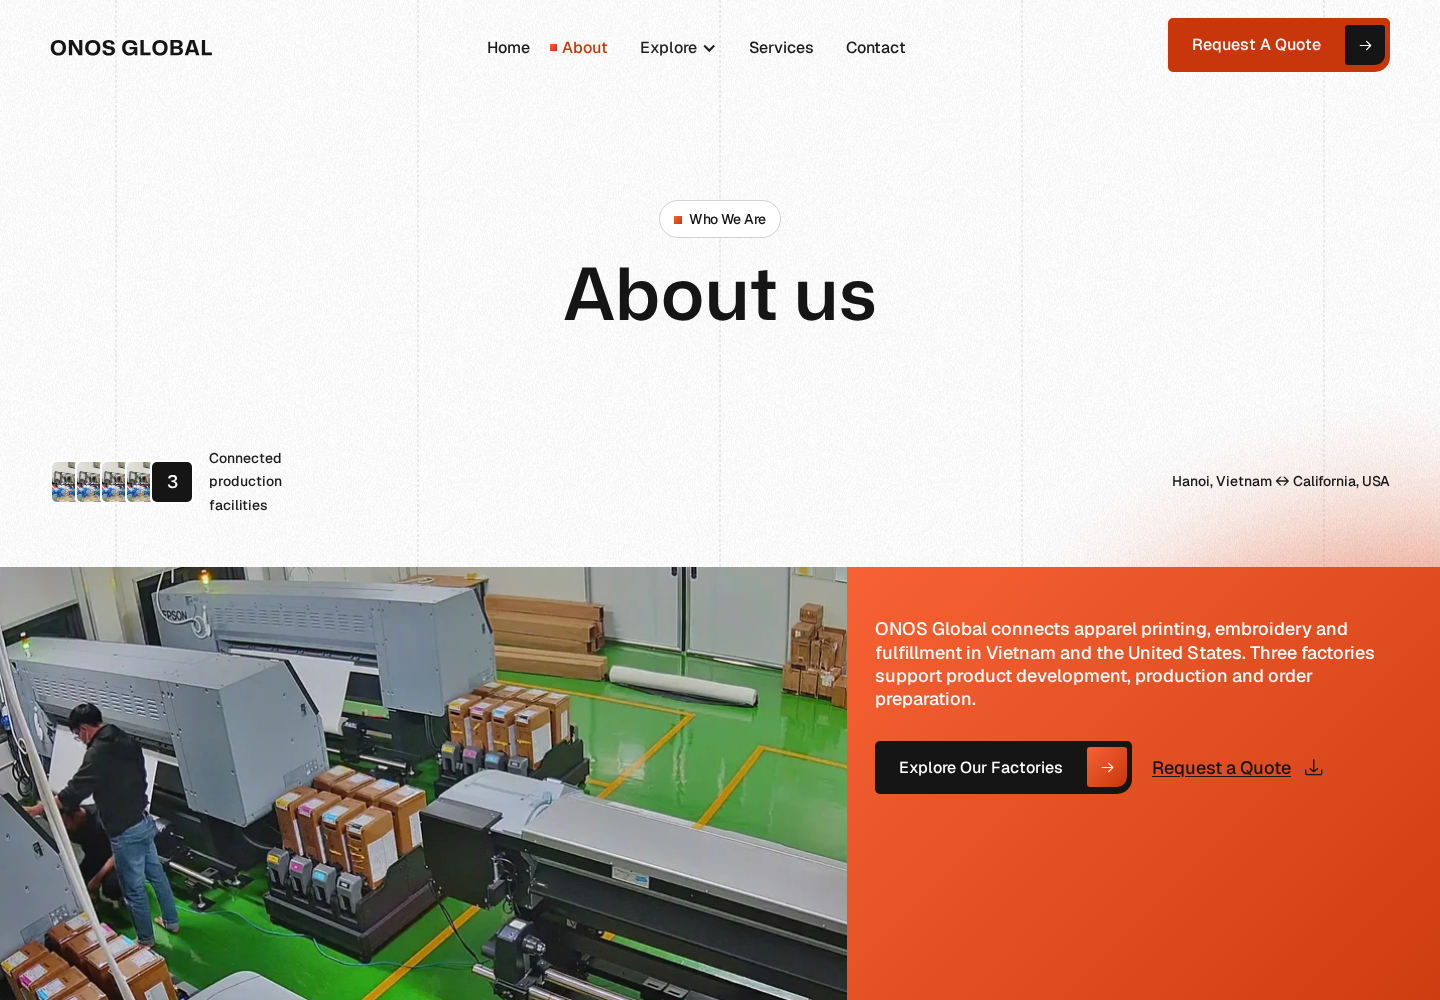 ONOS GLOBAL
Home
About
Explore
Services
Contact
Request A Quote
Who We Are
About us
3
Connected
production
facilities
Hanoi, Vietnam ↔ California, USA
EPSON
ONOS Global connects apparel printing, embroidery and
fulfillment in Vietnam and the United States. Three factories
support product development, production and order
preparation.
Explore Our Factories
Request a Quote